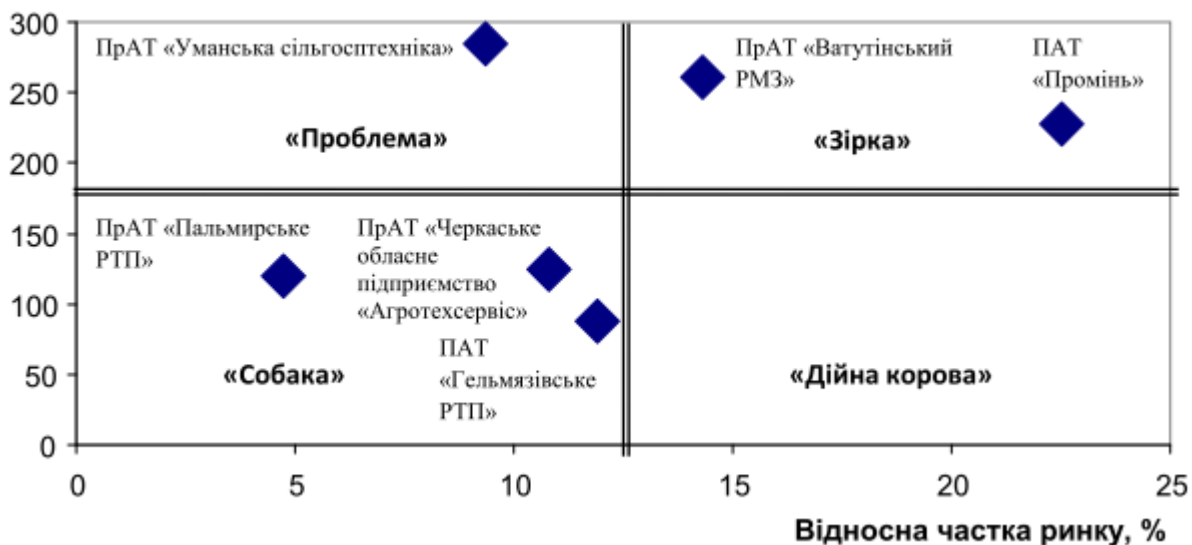 300
250
200
150
100
50
0
ПрАТ «Уманська сільгосптехніка»
«Проблема»
ПрАТ «Ватутінський
РМЗ»
ПАТ
«Промінь»
«Зірка»
ПрАТ «Пальмирське
РТП»
ПрАТ «Черкаське
обласне
підприємство
«Агротехсервіс»
ПАТ
«Гельмязівське
РТП»
«Собака»
«Дійна корова»
0 5 10 15 20 25
Відносна частка ринку, %